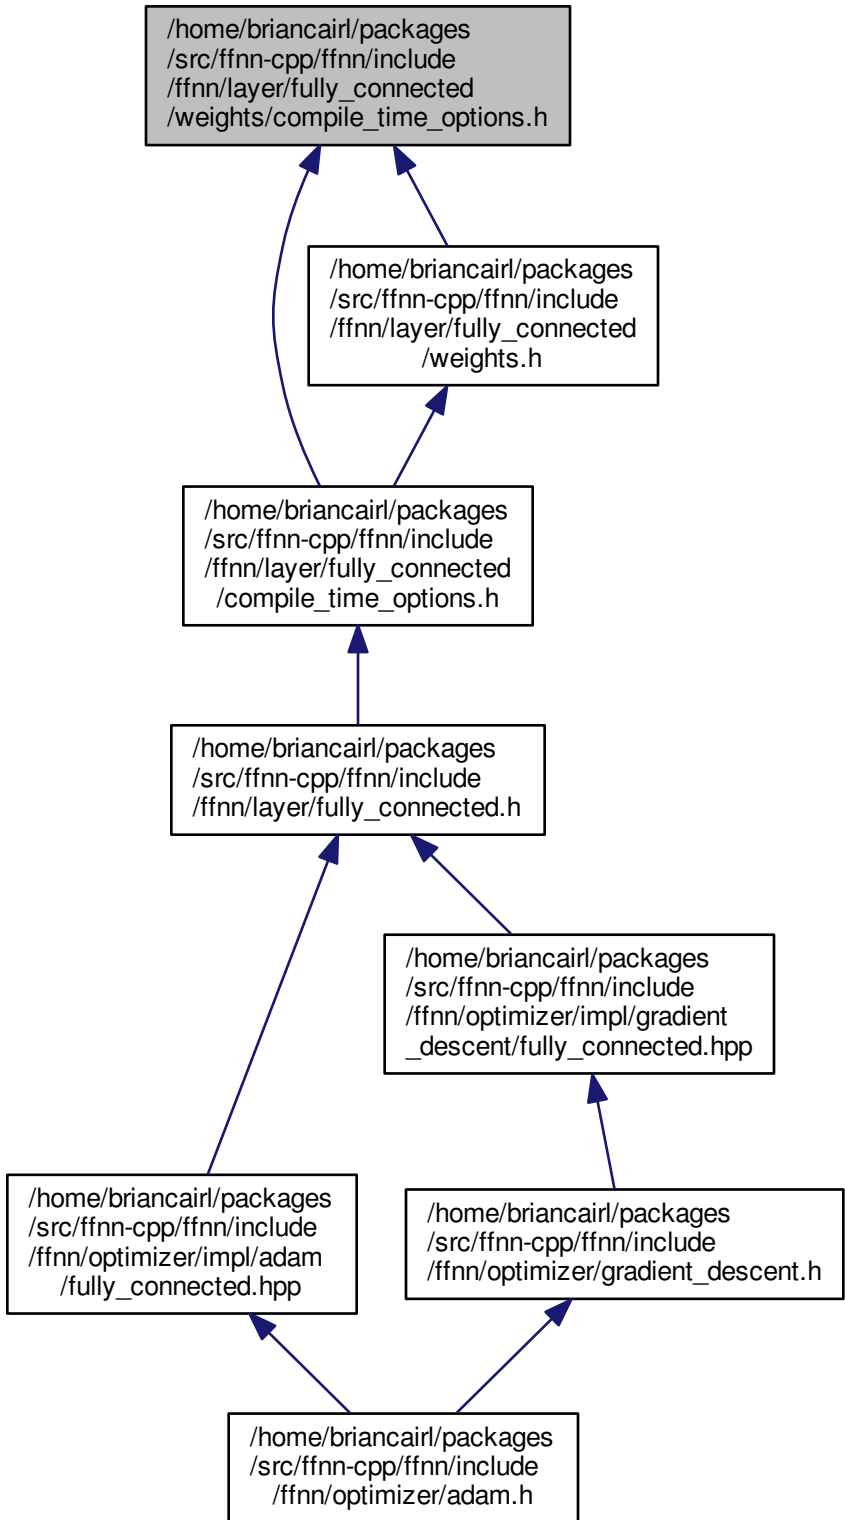 /home/briancairl/packages
/src/ffnn-cpp/ffnn/include
/ffnn/layer/fully_connected
/weights/compile_time_options.h
/home/briancairl/packages
/src/ffnn-cpp/ffnn/include
/ffnn/layer/fully_connected
/weights.h
/home/briancairl/packages
/src/ffnn-cpp/ffnn/include
/ffnn/layer/fully_connected
/compile_time_options.h
/home/briancairl/packages
/src/ffnn-cpp/ffnn/include
/ffnn/layer/fully_connected.h
/home/briancairl/packages
/src/ffnn-cpp/ffnn/include
/ffnn/optimizer/impl/gradient
_descent/fully_connected.hpp
/home/briancairl/packages
/src/ffnn-cpp/ffnn/include
/ffnn/optimizer/impl/adam
/fully_connected.hpp
/home/briancairl/packages
/src/ffnn-cpp/ffnn/include
/ffnn/optimizer/gradient_descent.h
/home/briancairl/packages
/src/ffnn-cpp/ffnn/include
/ffnn/optimizer/adam.h